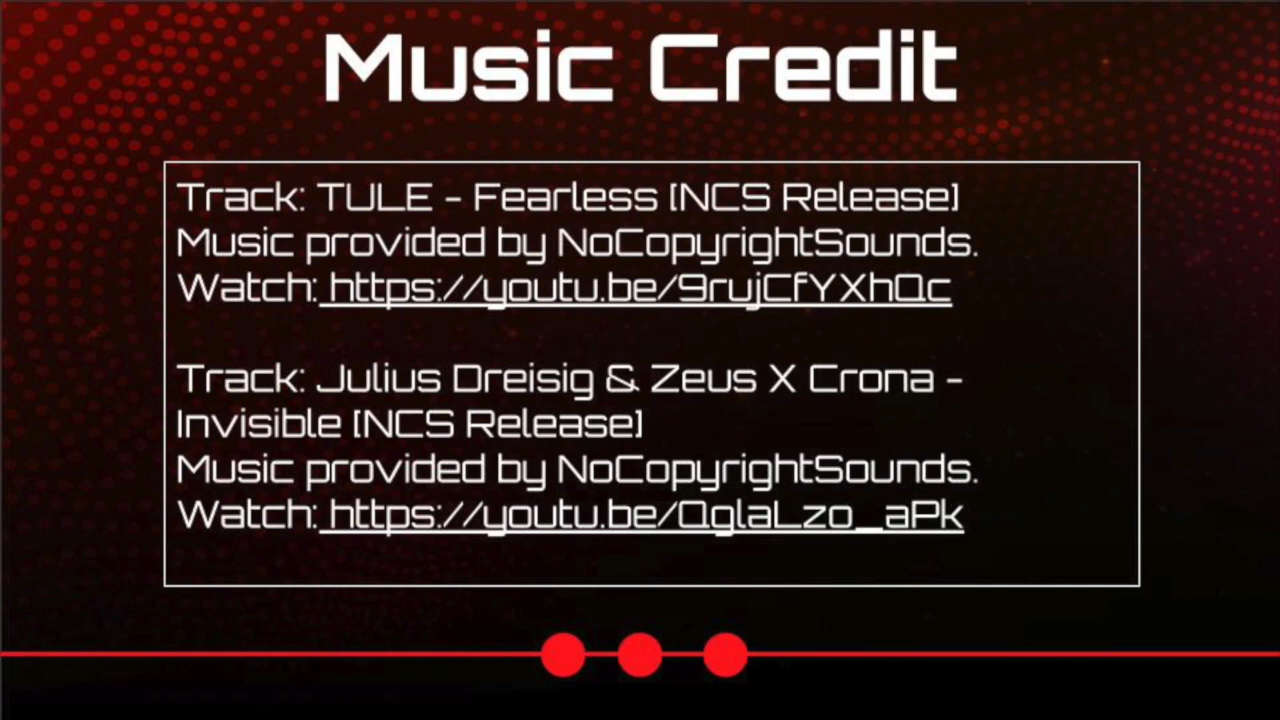 Music Credit
Track: TULE - Fearless [NCS Release]
Music provided by NoCopyrightSounds.
Watch: https://youtu.be/9rujCfYXhQc
Track: Julius Dreisig & Zeus X Crona -
Invisible [NCS Release]
Music provided by NoCopyrightSounds.
Watch: https://youtu.be/QglaLzo_aPk